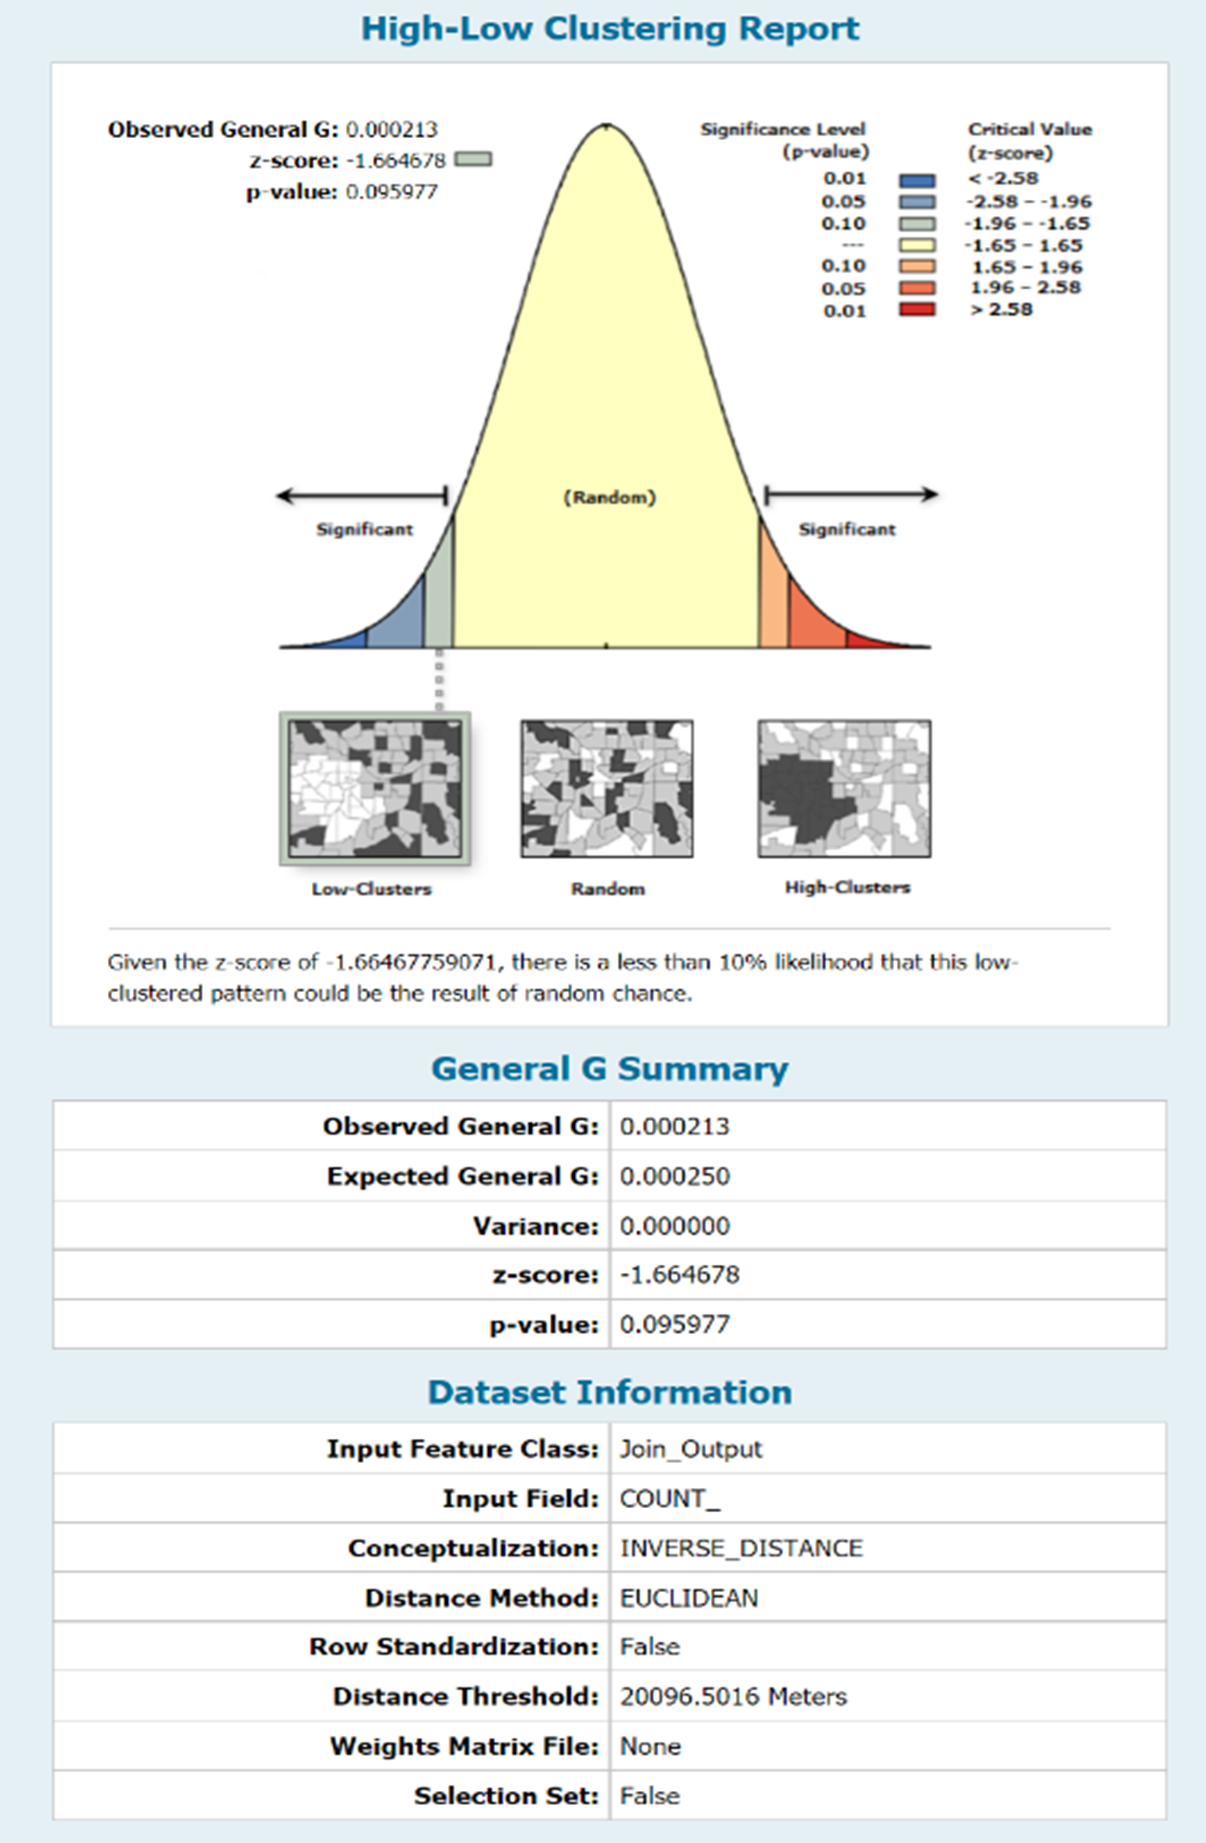 High-Low Clustering Report
Observed General G: 0.000213
z-score: -1.664678
p-value: 0.095977
Significance Level
(p-value)
Critical Value
(z-score)
0.01 < -2.58
0.05 -2.58 – -1.96
0.10 -1.96 – -1.65
--- -1.65 – 1.65
0.10 1.65 – 1.96
0.05 1.96 – 2.58
0.01 > 2.58
(Random)
Significant
Significant
Low-Clusters
Random
High-Clusters
Given the z-score of -1.66467759071, there is a less than 10% likelihood that this low-
clustered pattern could be the result of random chance.
General G Summary
Observed General G: 0.000213
Expected General G: 0.000250
Variance: 0.000000
z-score: -1.664678
p-value: 0.095977
Dataset Information
Input Feature Class: Join_Output
Input Field: COUNT_
Conceptualization: INVERSE_DISTANCE
Distance Method: EUCLIDEAN
Row Standardization: False
Distance Threshold: 20096.5016 Meters
Weights Matrix File: None
Selection Set: False